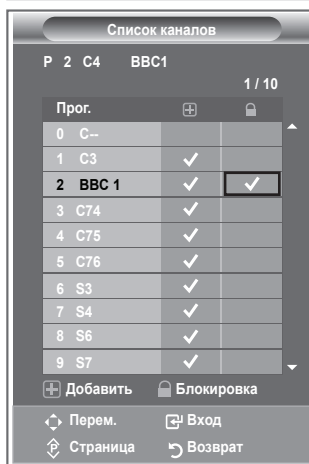 Список каналов
P 2 C4 BBC1
1 / 10
Прог.
0 C--
1 C3
2 BBC 1
3 C74
4 C75
5 C76
6 S3
7 S4
8 S6
9 S7
Добавить Блокировка
Перем. Вход
Страница Возврат